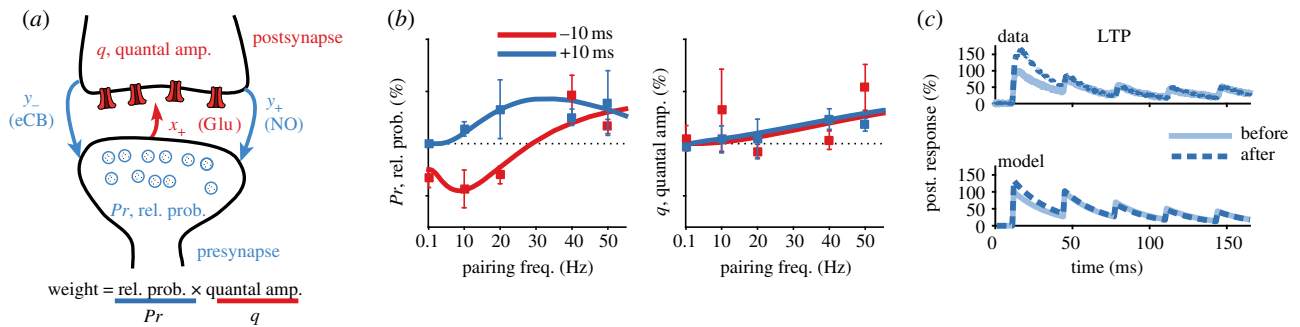 (a)
q, quantal amp.
postsynapse
y–
(eCB)
x+
(Glu)
y+
(NO)
Pr, rel. prob.
presynapse
weight = rel. prob. × quantal amp.
Pr
q
(b)
–10 ms
+10 ms
Pr, rel. prob. (%)
0.1 10 20 30 40 50
pairing freq. (Hz)
q, quantal amp. (%)
0.1 10 20 30 40 50
pairing freq. (Hz)
(c)
data
LTP
150
100
50
0
before
after
post. response (%)
model
150
100
50
0
0 50 100 150
time (ms)